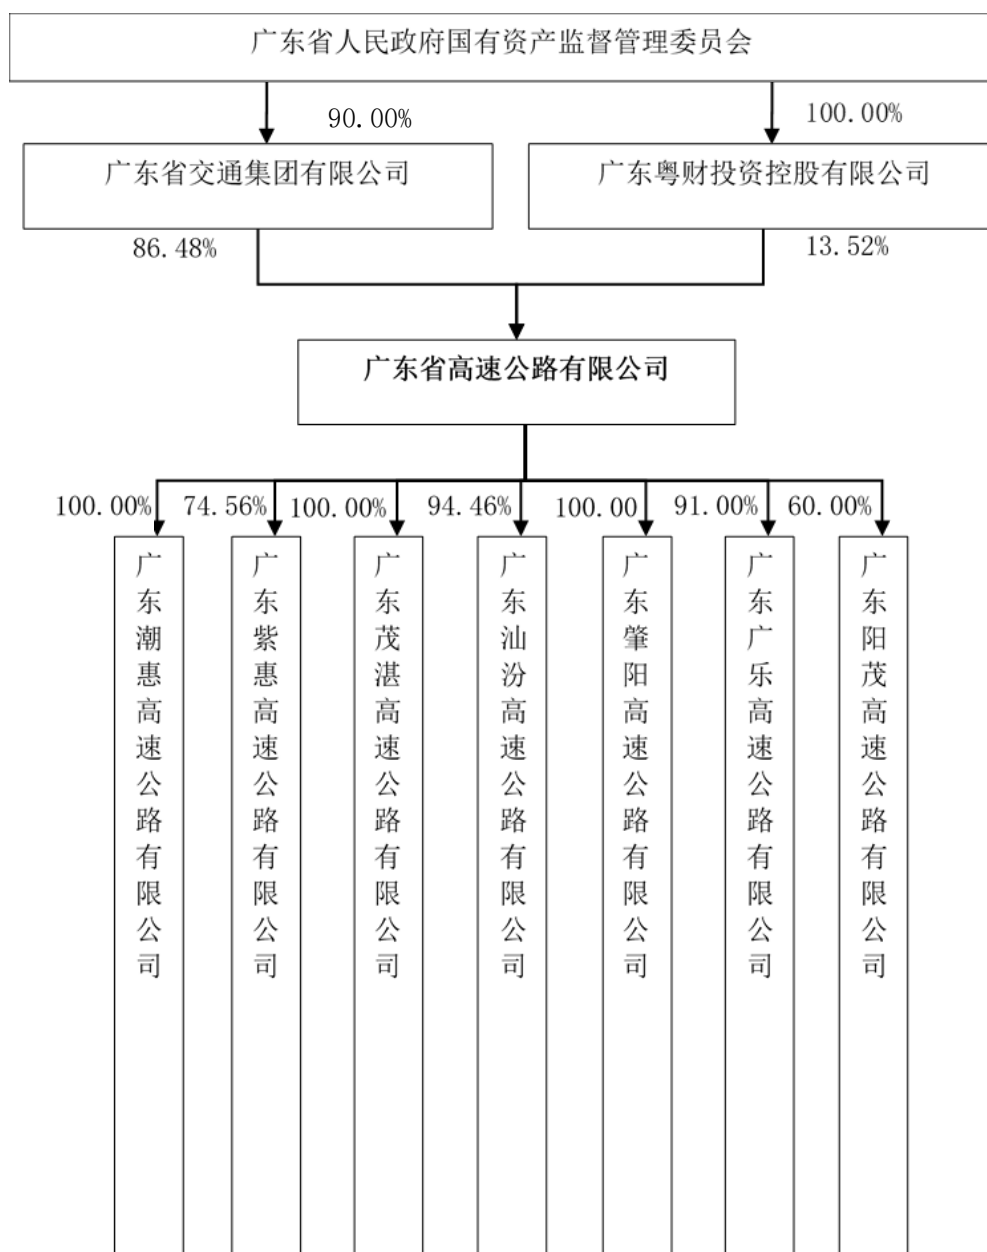 广东省人民政府国有资产监督管理委员会
90.00%
100.00%
广东省交通集团有限公司
广东粤财投资控股有限公司
86.48%
13.52%
广东省高速公路有限公司
100.00%
74.56%
100.00%
94.46%
100.00
91.00%
60.00%
广东潮惠高速公路有限公司
广东紫惠高速公路有限公司
广东茂湛高速公路有限公司
广东汕汾高速公路有限公司
广东肇阳高速公路有限公司
广东广乐高速公路有限公司
广东阳茂高速公路有限公司